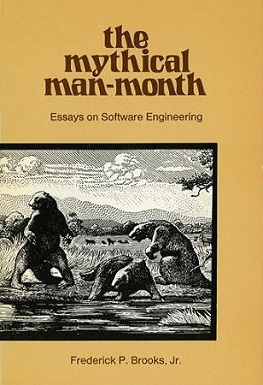 the
mythical
man-month
Essays on Software Engineering
Frederick P. Brooks, Jr.